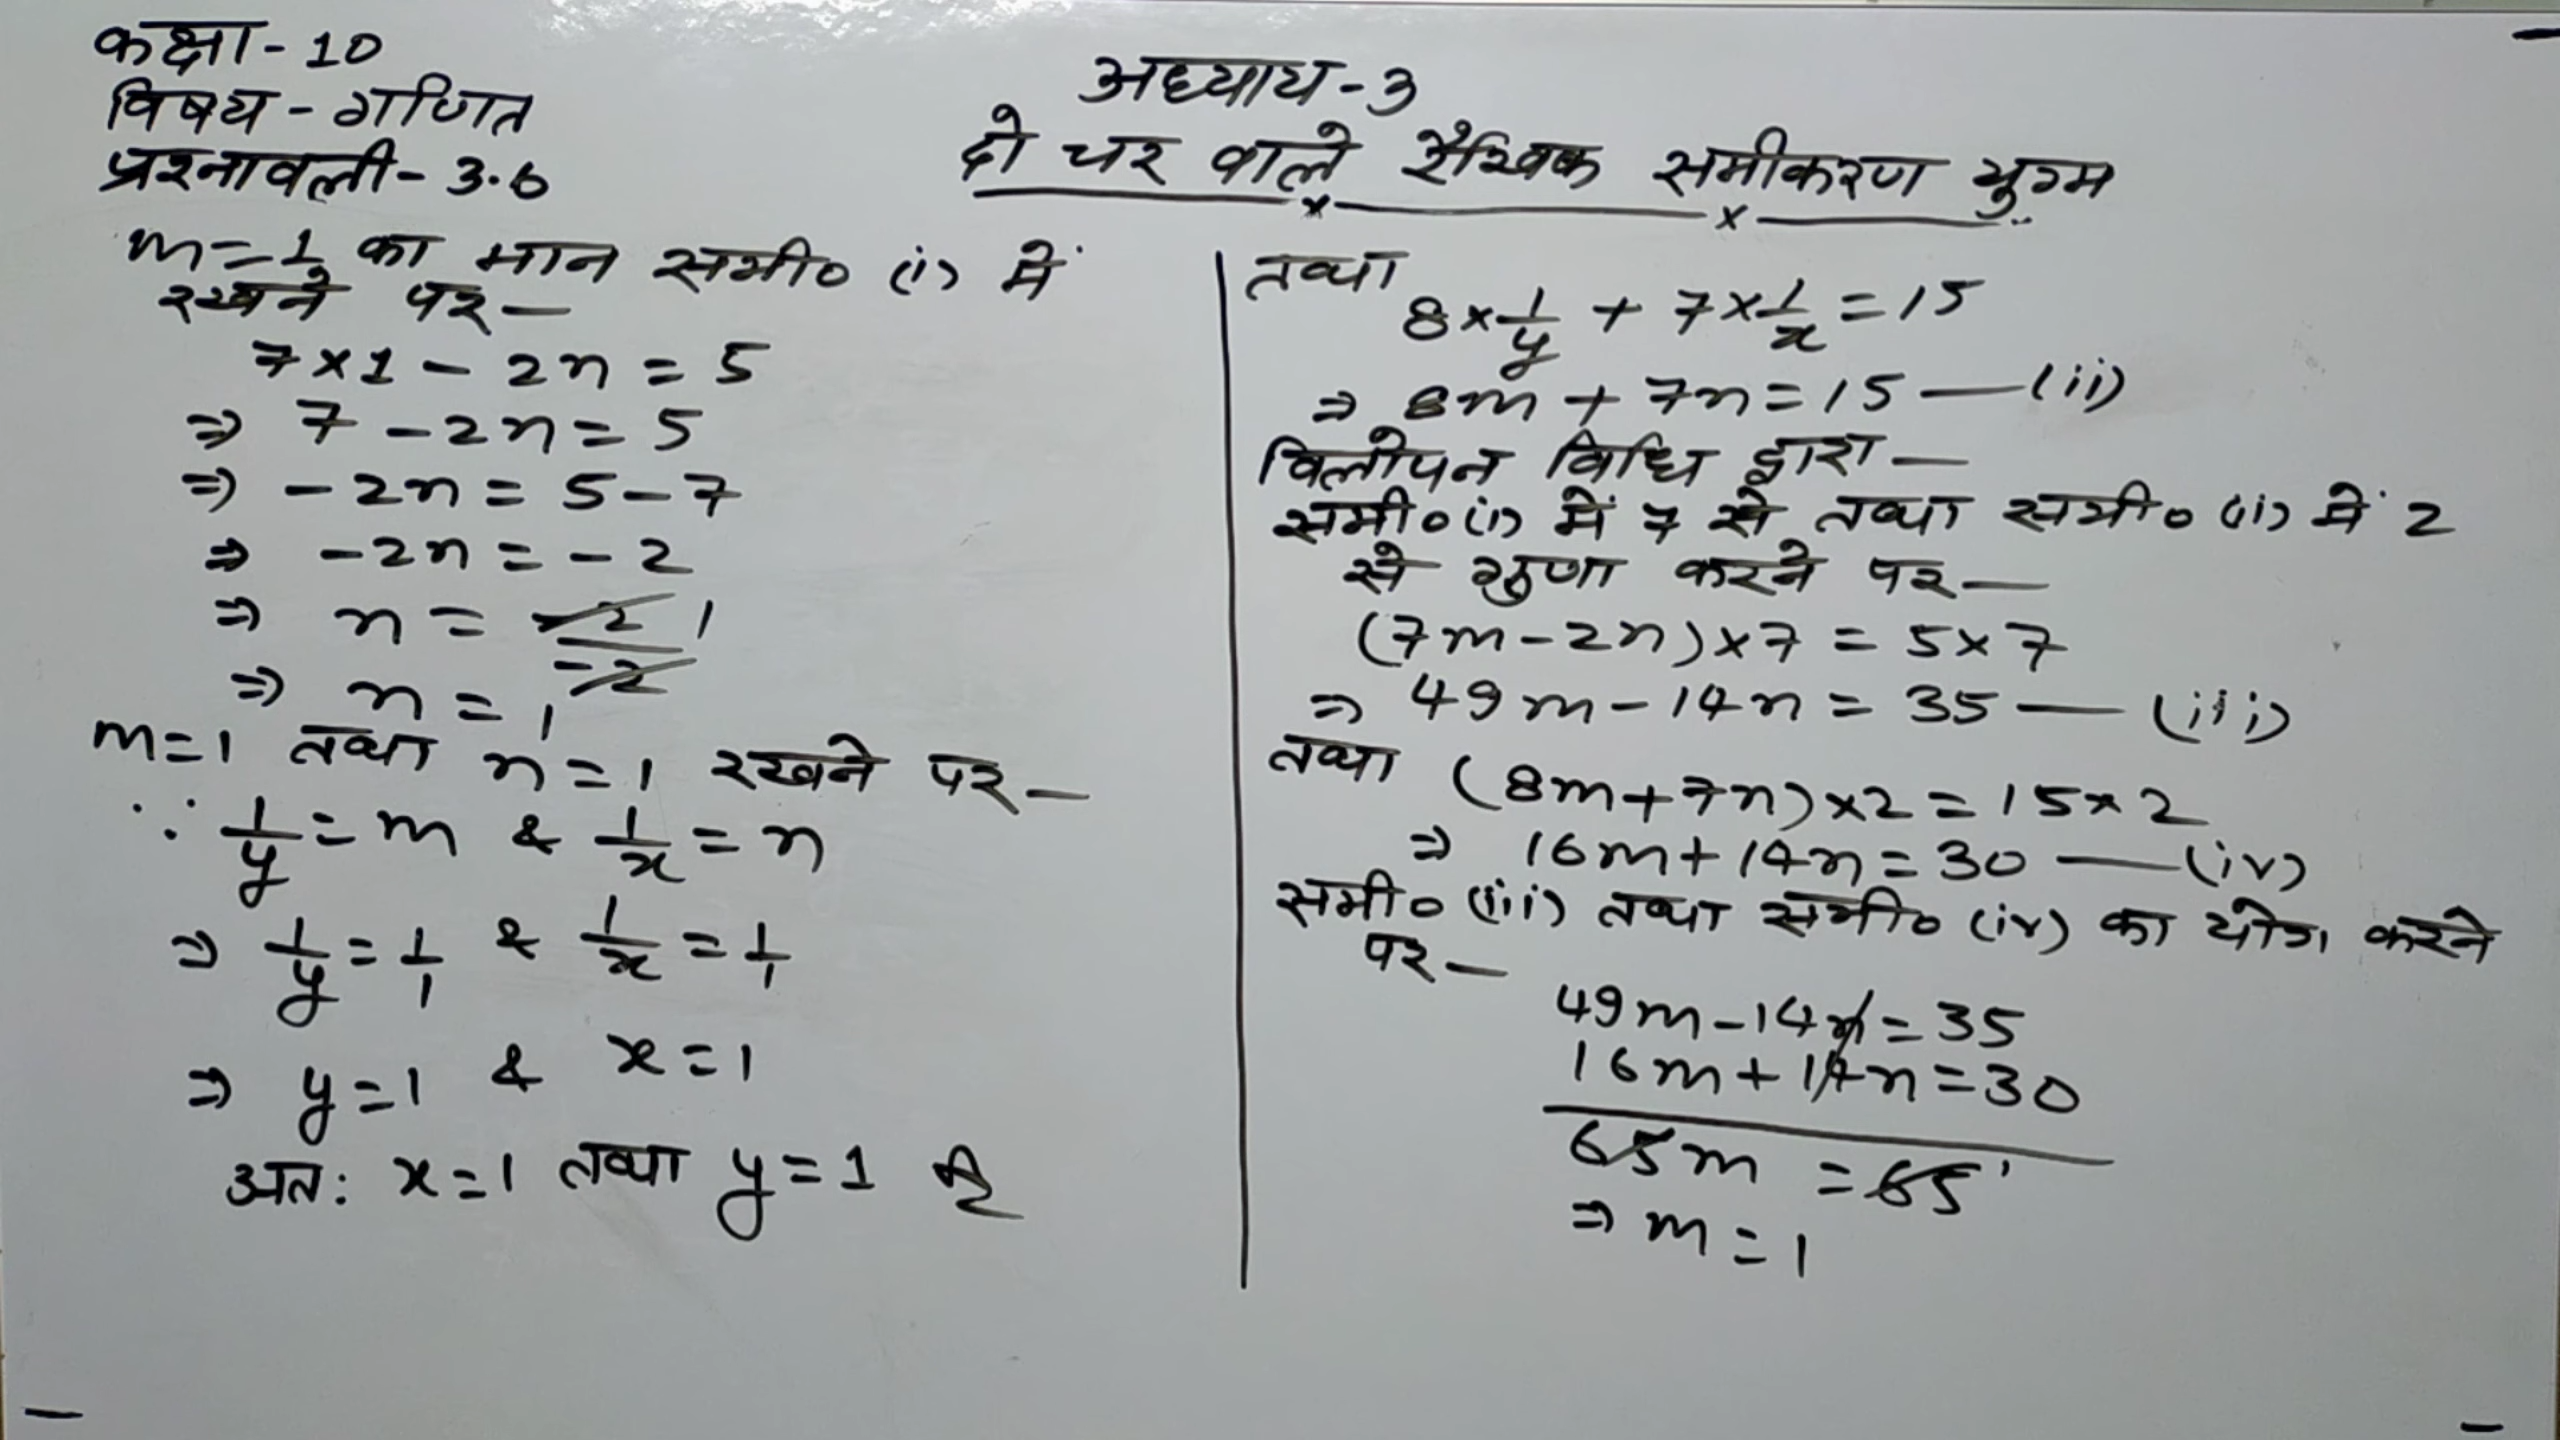 कक्षा - 10
विषय - गणित
प्रश्नावली - 3.6
अध्याय - 3
दो चर वाले रैखिक समीकरण युग्म
m = 1 का मान समी० (i) में
रखने पर —
7 × 1 - 2n = 5
⇒ 7 - 2n = 5
⇒ -2n = 5 - 7
⇒ -2n = -2
⇒ n = -2/-2 1
⇒ n = 1
m = 1 तथा n = 1 रखने पर —
∵ 1/y = m & 1/x = n
⇒ 1/y = 1/1 & 1/x = 1/1
⇒ y = 1 & x = 1
अतः x = 1 तथा y = 1 है
तथा
8 × 1/y + 7 × 1/x = 15
⇒ 8m + 7n = 15 — (ii)
विलोपन विधि द्वारा —
समी० (i) में 7 से तथा समी० (ii) में 2
से गुणा करने पर —
(7m - 2n) × 7 = 5 × 7
⇒ 49m - 14n = 35 — (iii)
तथा (8m + 7n) × 2 = 15 × 2
⇒ 16m + 14n = 30 — (iv)
समी० (iii) तथा समी० (iv) का योग करने
पर —
49m - 14n = 35
16m + 14n = 30
65m = 65 1
⇒ m = 1